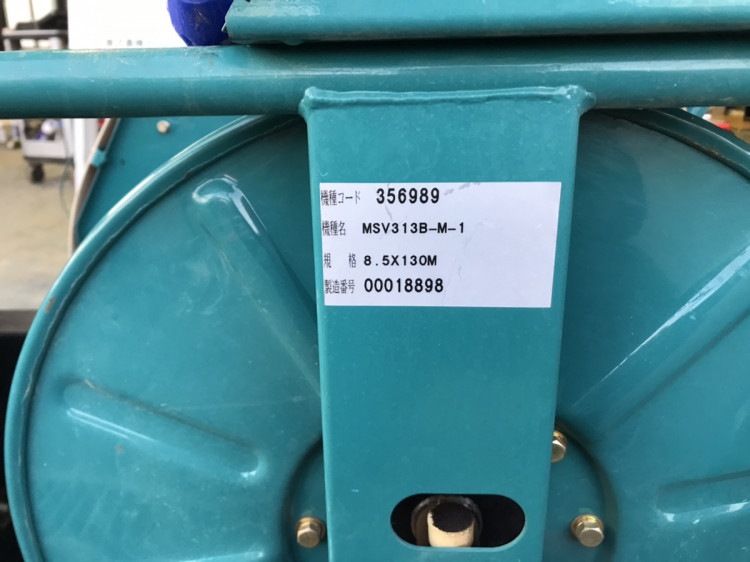 機種コード 356989
機種名 MSV313B-M-1
規 格 8.5X130M
製造番号 00018898